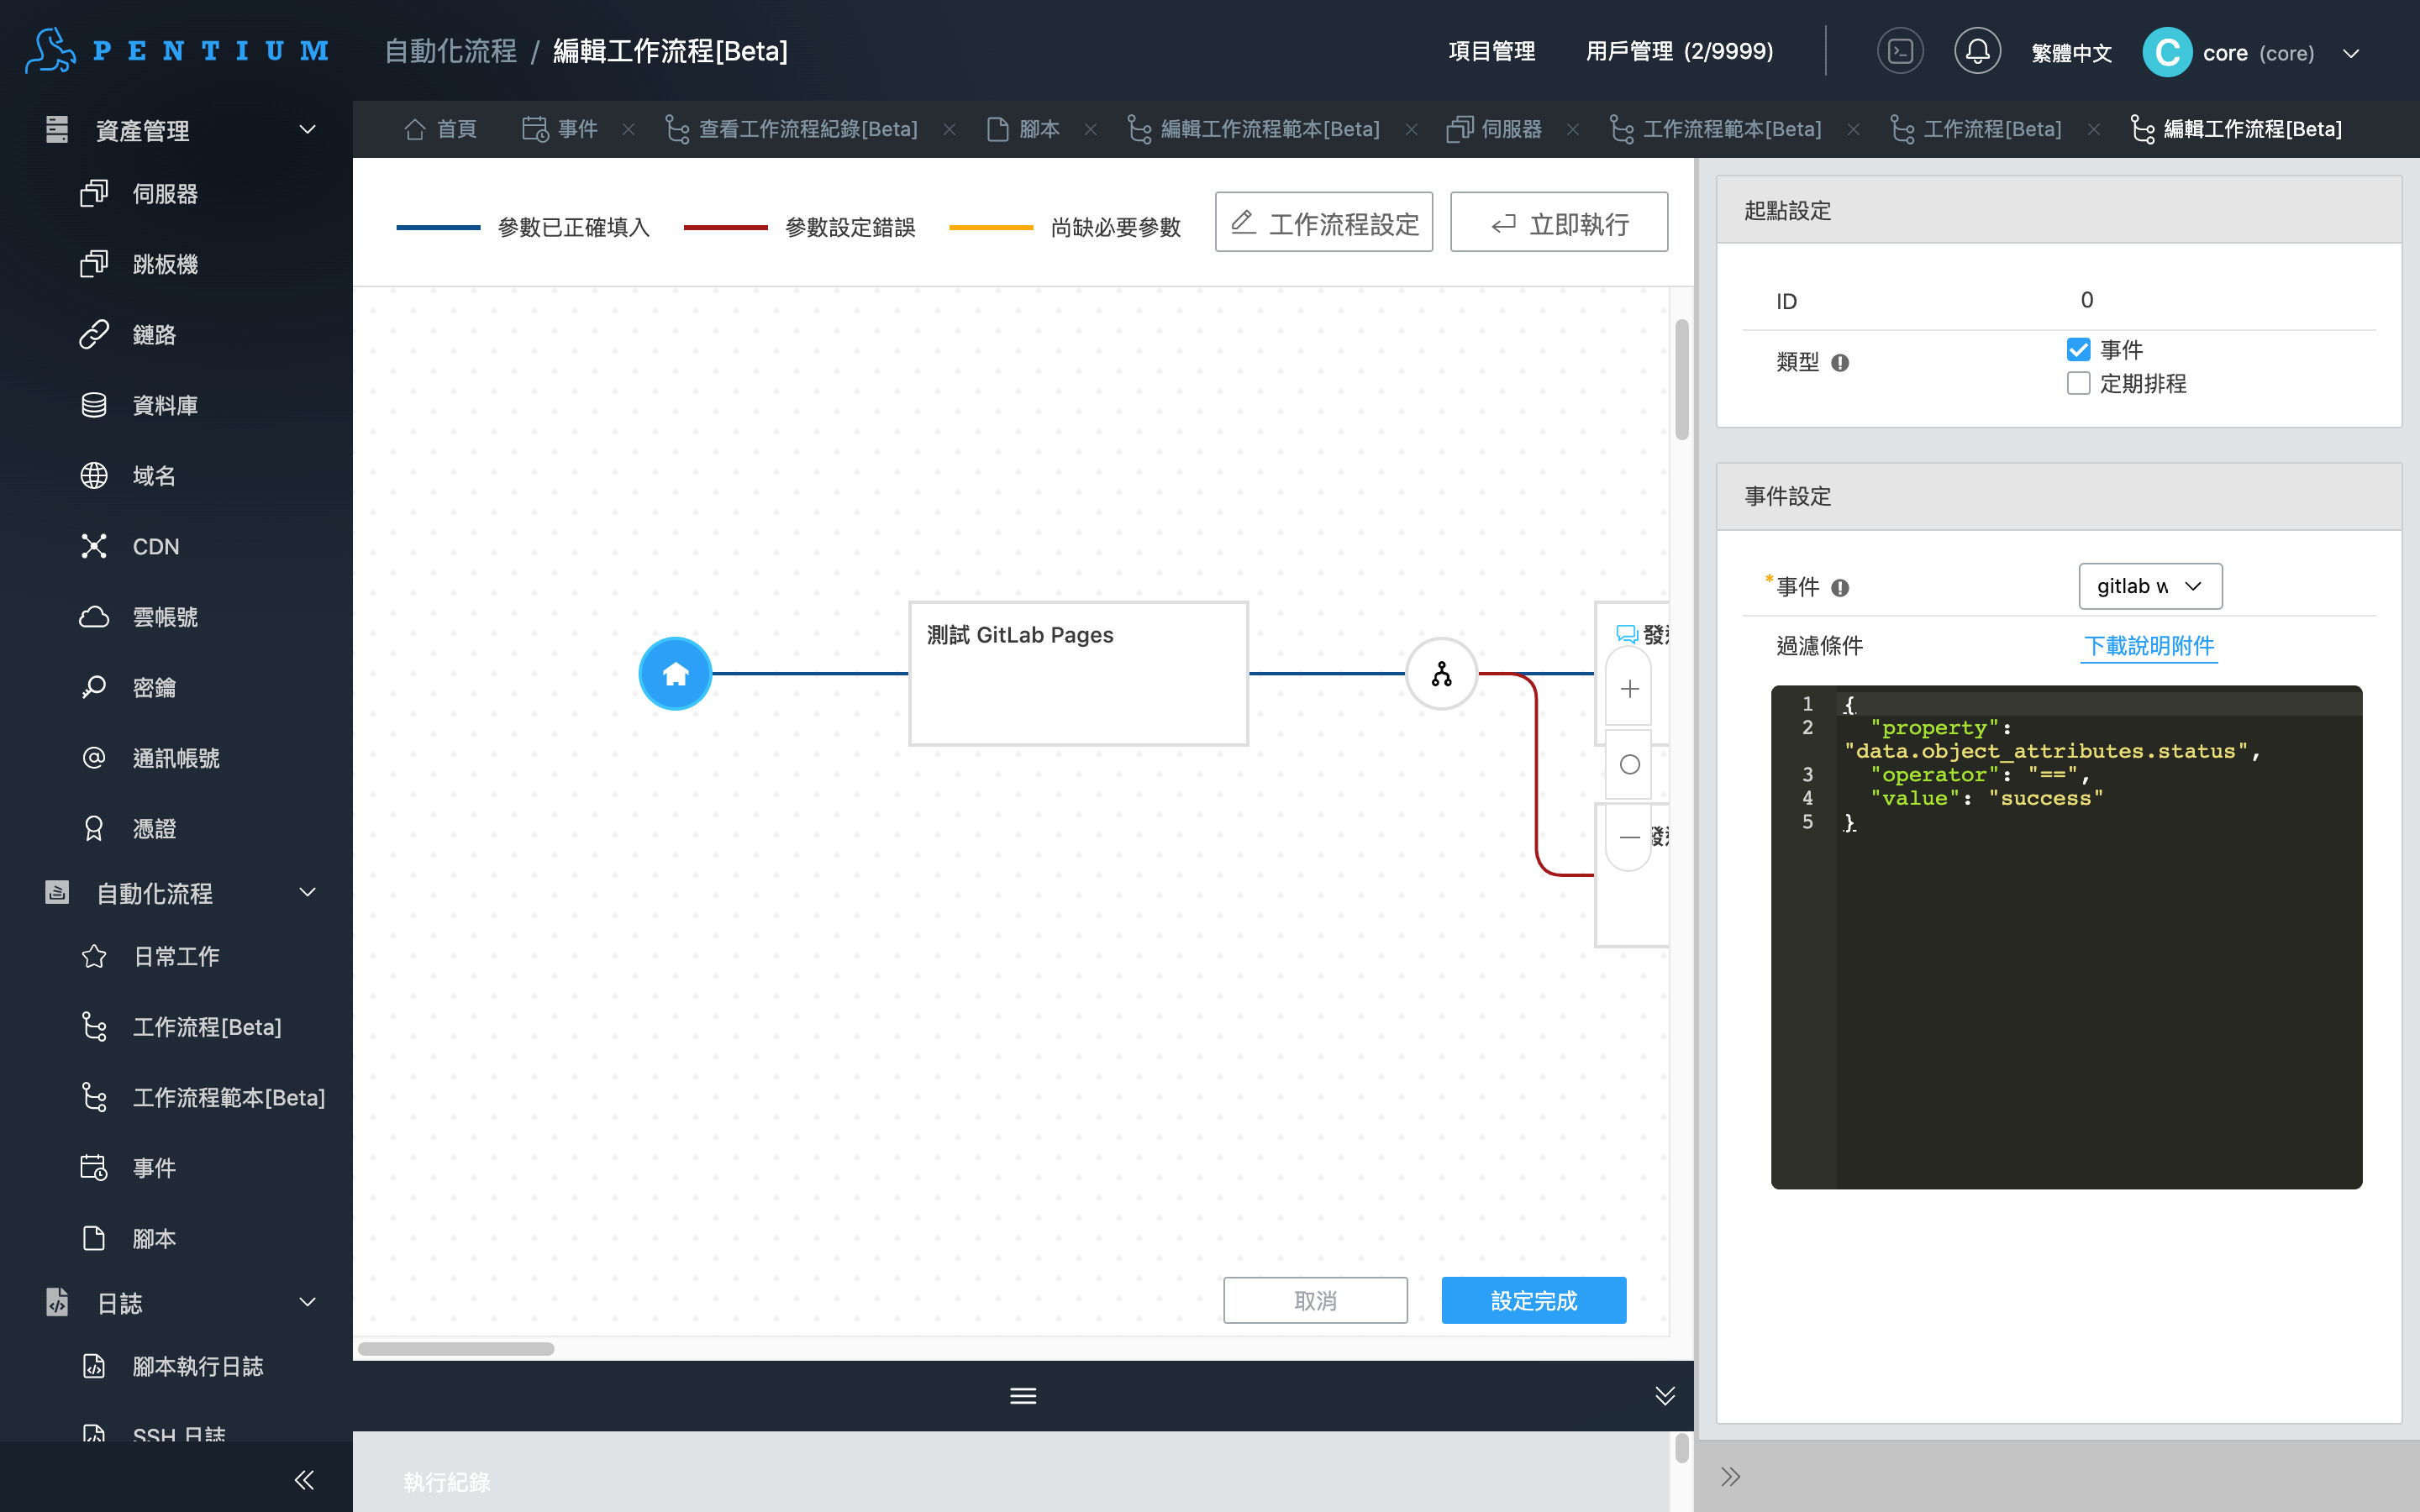 PENTIUM
自動化流程 / 編輯工作流程[Beta]
項目管理
用戶管理 (2/9999)
繁體中文
C
core (core)
首頁
事件
查看工作流程紀錄[Beta]
腳本
編輯工作流程範本[Beta]
伺服器
工作流程範本[Beta]
工作流程[Beta]
編輯工作流程[Beta]
資產管理
伺服器
跳板機
鏈路
資料庫
域名
CDN
雲帳號
密鑰
通訊帳號
憑證
自動化流程
日常工作
工作流程[Beta]
工作流程範本[Beta]
事件
腳本
日誌
腳本執行日誌
SSH 日誌
參數已正確填入
參數設定錯誤
尚缺必要參數
工作流程設定
立即執行
測試 GitLab Pages
發
發
取消
設定完成
執行紀錄
起點設定
ID
0
類型
事件
定期排程
事件設定
*事件
gitlab w
過濾條件
下載說明附件
1 {
2 "property":
"data.object_attributes.status",
3 "operator": "==",
4 "value": "success"
5 }